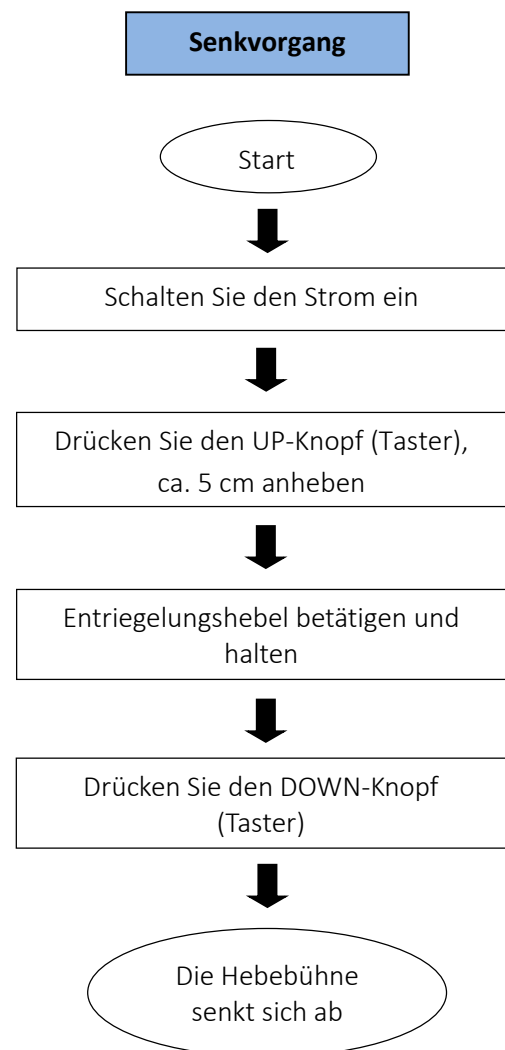 Senkvorgang
Start
Schalten Sie den Strom ein
Drücken Sie den UP-Knopf (Taster),
ca. 5 cm anheben
Entriegelungshebel betätigen und
halten
Drücken Sie den DOWN-Knopf
(Taster)
Die Hebebühne
senkt sich ab